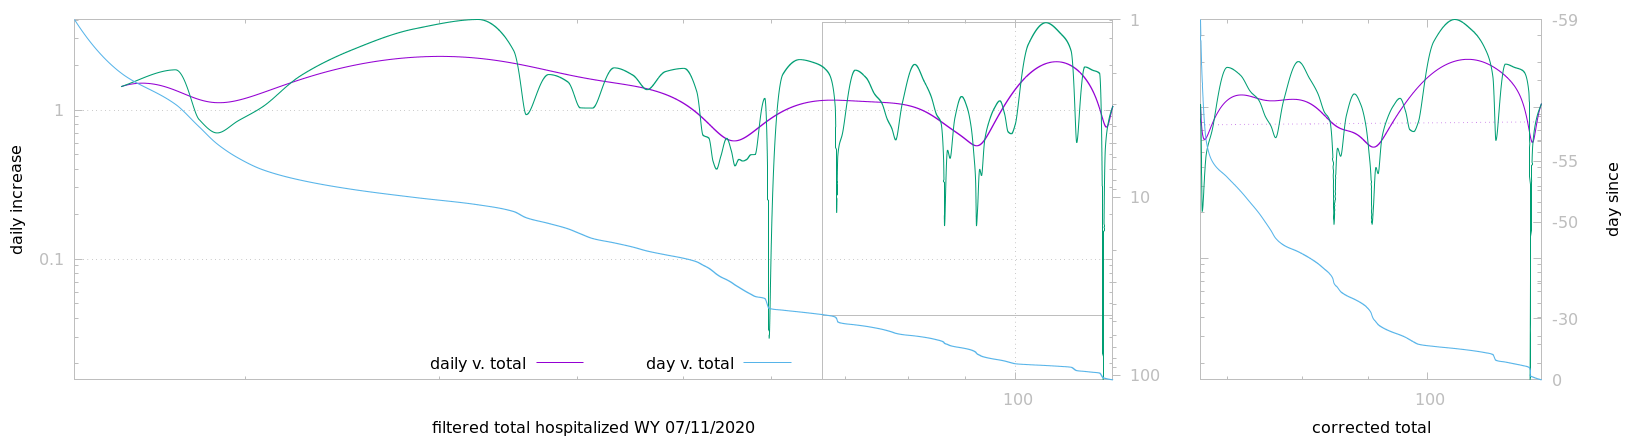 daily increase
1
0.1
daily v. total
day v. total
100
filtered total hospitalized WY 07/11/2020
1
10
100
100
corrected total
-59
-55
-50
-30
0
day since